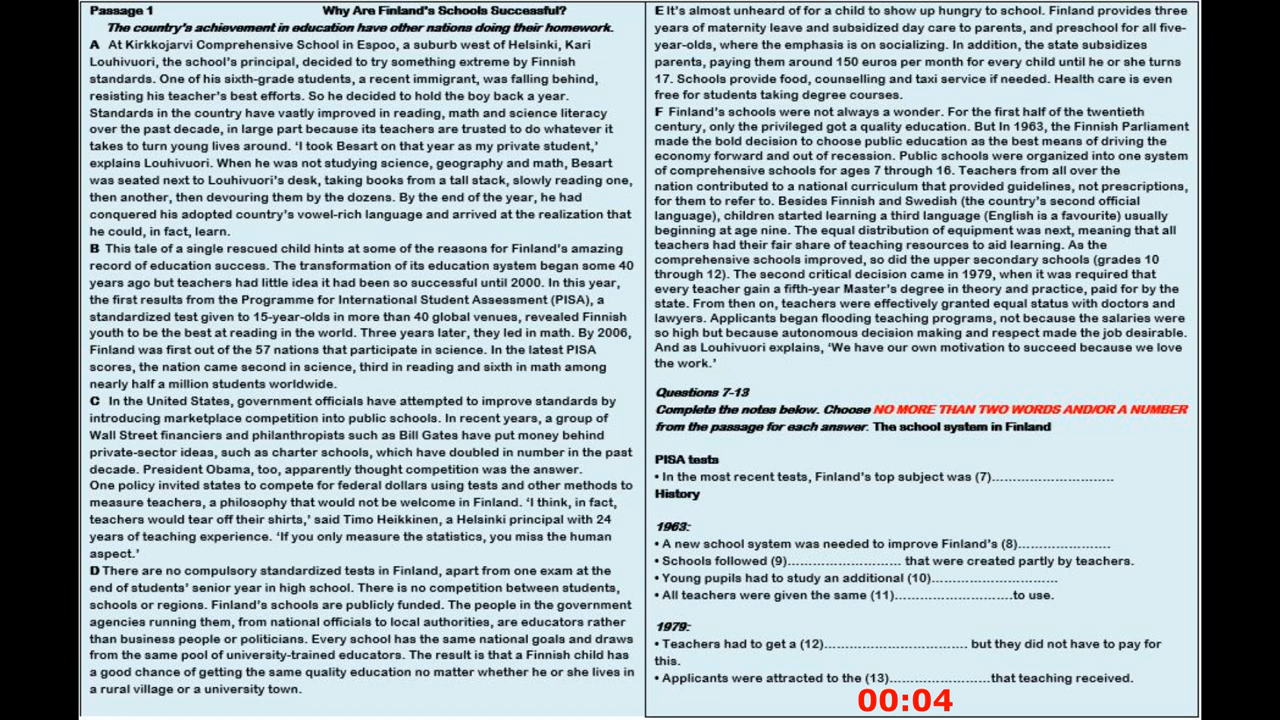 Passage 1 Why Are Finland's Schools Successful?
The country's achievement in education have other nations doing their homework.
A At Kirkkojarvi Comprehensive School in Espoo, a suburb west of Helsinki, Kari
Louhivuori, the school's principal, decided to try something extreme by Finnish
standards. One of his sixth-grade students, a recent immigrant, was falling behind,
resisting his teacher's best efforts. So he decided to hold the boy back a year.
Standards in the country have vastly improved in reading, math and science literacy
over the past decade, in large part because its teachers are trusted to do whatever it
takes to turn young lives around. 'I took Besart on that year as my private student,'
explains Louhivuori. When he was not studying science, geography and math, Besart
was seated next to Louhivuori's desk, taking books from a tall stack, slowly reading one,
then another, then devouring them by the dozens. By the end of the year, he had
conquered his adopted country's vowel-rich language and arrived at the realization that
he could, in fact, learn.
B This tale of a single rescued child hints at some of the reasons for Finland's amazing
record of education success. The transformation of its education system began some 40
years ago but teachers had little idea it had been so successful until 2000. In this year,
the first results from the Programme for International Student Assessment (PISA), a
standardized test given to 15-year-olds in more than 40 global venues, revealed Finnish
youth to be the best at reading in the world. Three years later, they led in math. By 2006,
Finland was first out of the 57 nations that participate in science. In the latest PISA
scores, the nation came second in science, third in reading and sixth in math among
nearly half a million students worldwide.
C In the United States, government officials have attempted to improve standards by
introducing marketplace competition into public schools. In recent years, a group of
Wall Street financiers and philanthropists such as Bill Gates have put money behind
private-sector ideas, such as charter schools, which have doubled in number in the past
decade. President Obama, too, apparently thought competition was the answer.
One policy invited states to compete for federal dollars using tests and other methods to
measure teachers, a philosophy that would not be welcome in Finland. 'I think, in fact,
teachers would tear off their shirts,' said Timo Heikkinen, a Helsinki principal with 24
years of teaching experience. 'If you only measure the statistics, you miss the human
aspect.'
D There are no compulsory standardized tests in Finland, apart from one exam at the
end of students' senior year in high school. There is no competition between students,
schools or regions. Finland's schools are publicly funded. The people in the government
agencies running them, from national officials to local authorities, are educators rather
than business people or politicians. Every school has the same national goals and draws
from the same pool of university-trained educators. The result is that a Finnish child has
a good chance of getting the same quality education no matter whether he or she lives in
a rural village or a university town.
E It's almost unheard of for a child to show up hungry to school. Finland provides three
years of maternity leave and subsidized day care to parents, and preschool for all five-
year-olds, where the emphasis is on socializing. In addition, the state subsidizes
parents, paying them around 150 euros per month for every child until he or she turns
17. Schools provide food, counselling and taxi service if needed. Health care is even
free for students taking degree courses.
F Finland's schools were not always a wonder. For the first half of the twentieth
century, only the privileged got a quality education. But In 1963, the Finnish Parliament
made the bold decision to choose public education as the best means of driving the
economy forward and out of recession. Public schools were organized into one system
of comprehensive schools for ages 7 through 16. Teachers from all over the
nation contributed to a national curriculum that provided guidelines, not prescriptions,
for them to refer to. Besides Finnish and Swedish (the country's second official
language), children started learning a third language (English is a favourite) usually
beginning at age nine. The equal distribution of equipment was next, meaning that all
teachers had their fair share of teaching resources to aid learning. As the
comprehensive schools improved, so did the upper secondary schools (grades 10
through 12). The second critical decision came in 1979, when it was required that
every teacher gain a fifth-year Master's degree in theory and practice, paid for by the
state. From then on, teachers were effectively granted equal status with doctors and
lawyers. Applicants began flooding teaching programs, not because the salaries were
so high but because autonomous decision making and respect made the job desirable.
And as Louhivuori explains, 'We have our own motivation to succeed because we love
the work.'
Questions 7-13
Complete the notes below. Choose NO MORE THAN TWO WORDS AND/OR A NUMBER
from the passage for each answer. The school system in Finland
PISA tests
• In the most recent tests, Finland's top subject was (7)..............................
History
1963:
• A new school system was needed to improve Finland's (8)................
• Schools followed (9)............................ that were created partly by teachers.
• Young pupils had to study an additional (10)...............................
• All teachers were given the same (11).............................to use.
1979:
• Teachers had to get a (12)................................... but they did not have to pay for
this.
• Applicants were attracted to the (13).........................that teaching received.
00:04